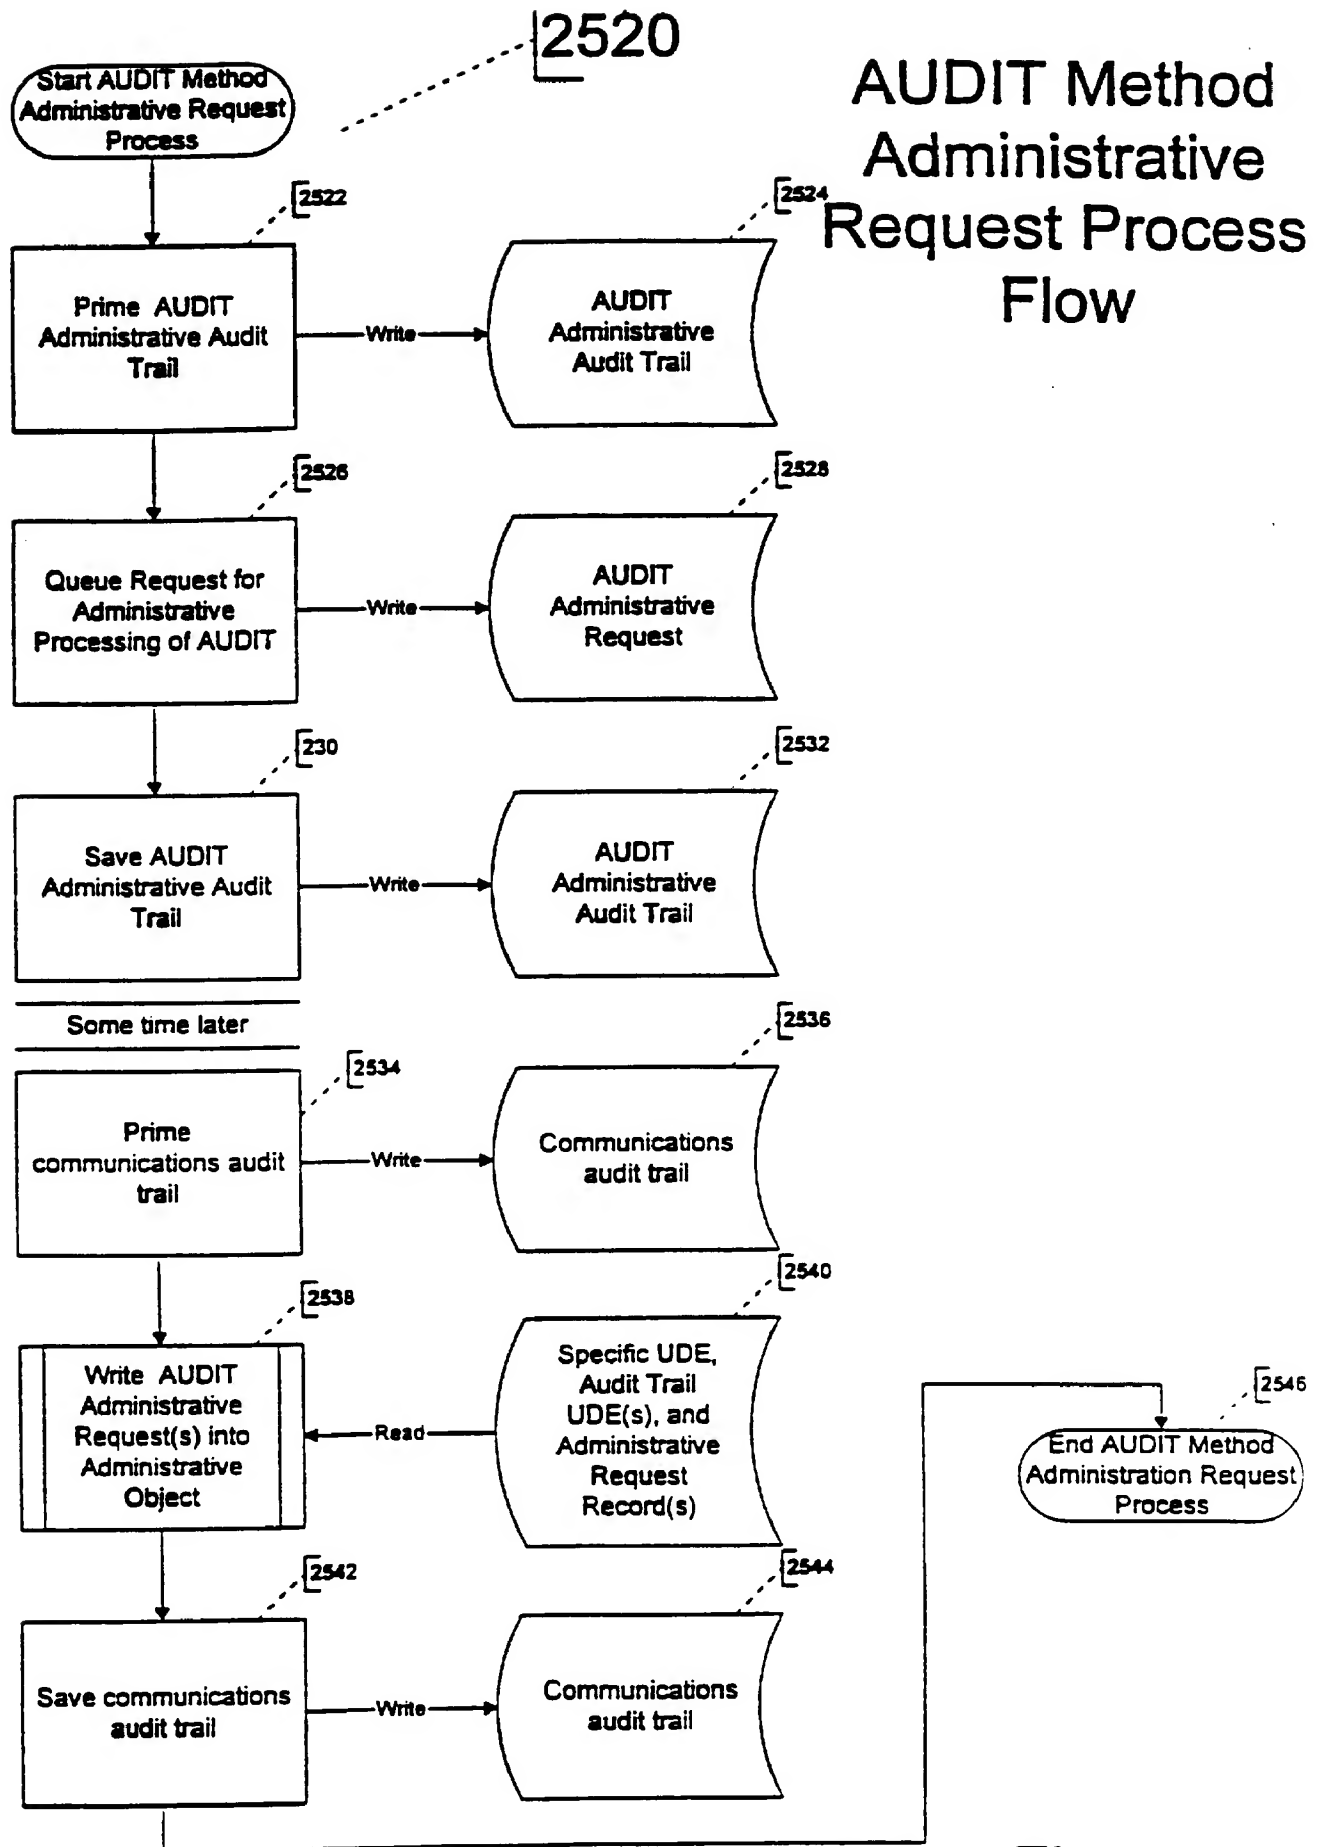 2520
AUDIT Method
Administrative
Request Process
Flow
Start AUDIT Method
Administrative Request
Process
2522
Prime AUDIT
Administrative Audit
Trail
Write
2524
AUDIT
Administrative
Audit Trail
2526
Queue Request for
Administrative
Processing of AUDIT
Write
2528
AUDIT
Administrative
Request
230
Save AUDIT
Administrative Audit
Trail
Write
2532
AUDIT
Administrative
Audit Trail
Some time later
2534
Prime
communications audit
trail
Write
2536
Communications
audit trail
2538
Write AUDIT
Administrative
Request(s) into
Administrative
Object
Read
2540
Specific UDE,
Audit Trail
UDE(s), and
Administrative
Request
Record(s)
2542
Save communications
audit trail
Write
2544
Communications
audit trail
2546
End AUDIT Method
Administration Request
Process